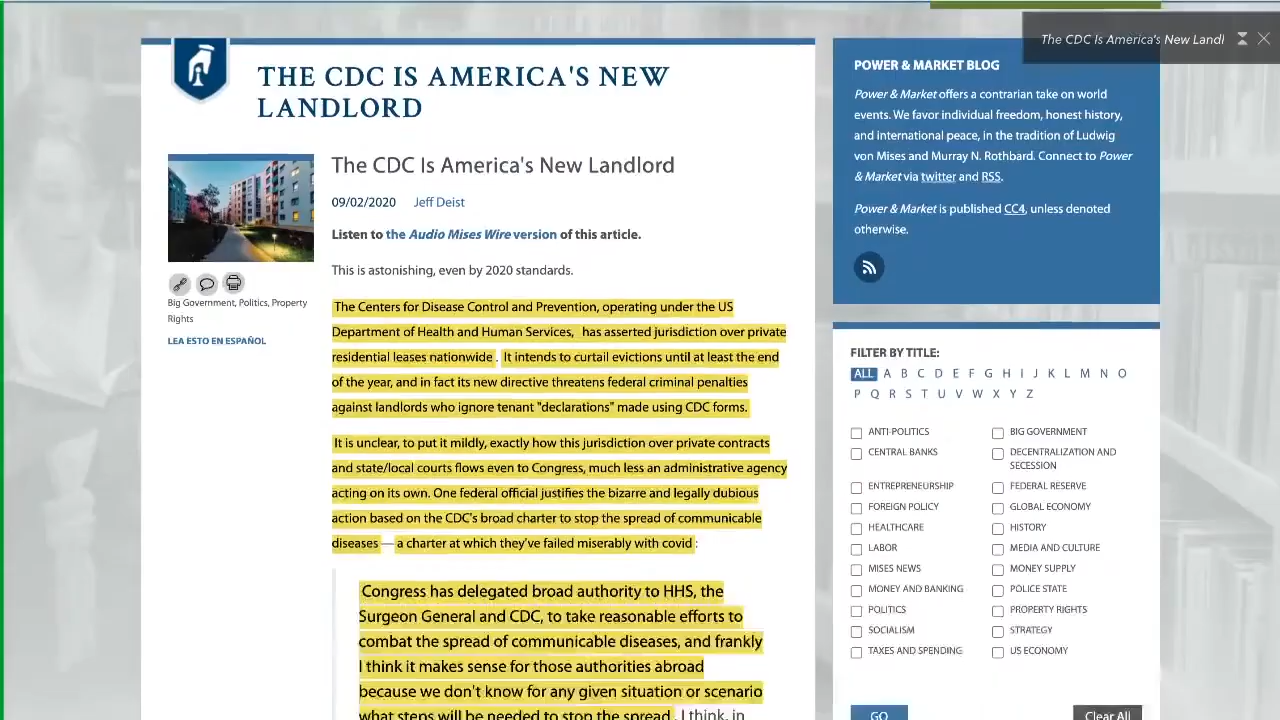 The CDC Is America's New Landl
THE CDC IS AMERICA'S NEW
LANDLORD
The CDC Is America's New Landlord
09/02/2020 Jeff Deist
Listen to the Audio Mises Wire version of this article.
This is astonishing, even by 2020 standards.
The Centers for Disease Control and Prevention, operating under the US
Department of Health and Human Services, has asserted jurisdiction over private
residential leases nationwide. It intends to curtail evictions until at least the end
of the year, and in fact its new directive threatens federal criminal penalties
against landlords who ignore tenant "declarations" made using CDC forms.
It is unclear, to put it mildly, exactly how this jurisdiction over private contracts
and state/local courts flows even to Congress, much less an administrative agency
acting on its own. One federal official justifies the bizarre and legally dubious
action based on the CDC's broad charter to stop the spread of communicable
diseases—a charter at which they've failed miserably with covid:
Congress has delegated broad authority to HHS, the
Surgeon General and CDC, to take reasonable efforts to
combat the spread of communicable diseases, and frankly
I think it makes sense for those authorities abroad
because we don't know for any given situation or scenario
what steps will be needed to stop the spread. I think, in
Big Government, Politics, Property
Rights
LEA ESTO EN ESPAÑOL
POWER & MARKET BLOG
Power & Market offers a contrarian take on world
events. We favor individual freedom, honest history,
and international peace, in the tradition of Ludwig
von Mises and Murray N. Rothbard. Connect to Power
& Market via twitter and RSS.
Power & Market is published CC4, unless denoted
otherwise.
FILTER BY TITLE:
ALL A B C D E F G H I J K L M N O
P Q R S T U V W X Y Z
ANTI-POLITICS
BIG GOVERNMENT
CENTRAL BANKS
DECENTRALIZATION AND
SECESSION
ENTREPRENEURSHIP
FEDERAL RESERVE
FOREIGN POLICY
GLOBAL ECONOMY
HEALTHCARE
HISTORY
LABOR
MEDIA AND CULTURE
MISES NEWS
MONEY SUPPLY
MONEY AND BANKING
POLICE STATE
POLITICS
PROPERTY RIGHTS
SOCIALISM
STRATEGY
TAXES AND SPENDING
US ECONOMY
GO
Clear All